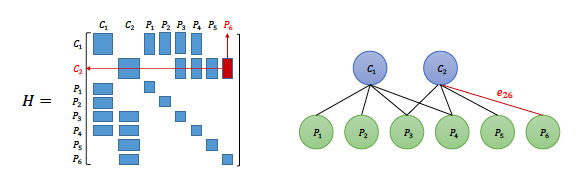 C₁ C₂ P₁ P₂ P₃ P₄ P₅ P₆
C₁
C₂
P₁
P₂
P₃
P₄
P₅
P₆
H =
C₁ C₂
e₂₆
P₁ P₂ P₃ P₄ P₅ P₆